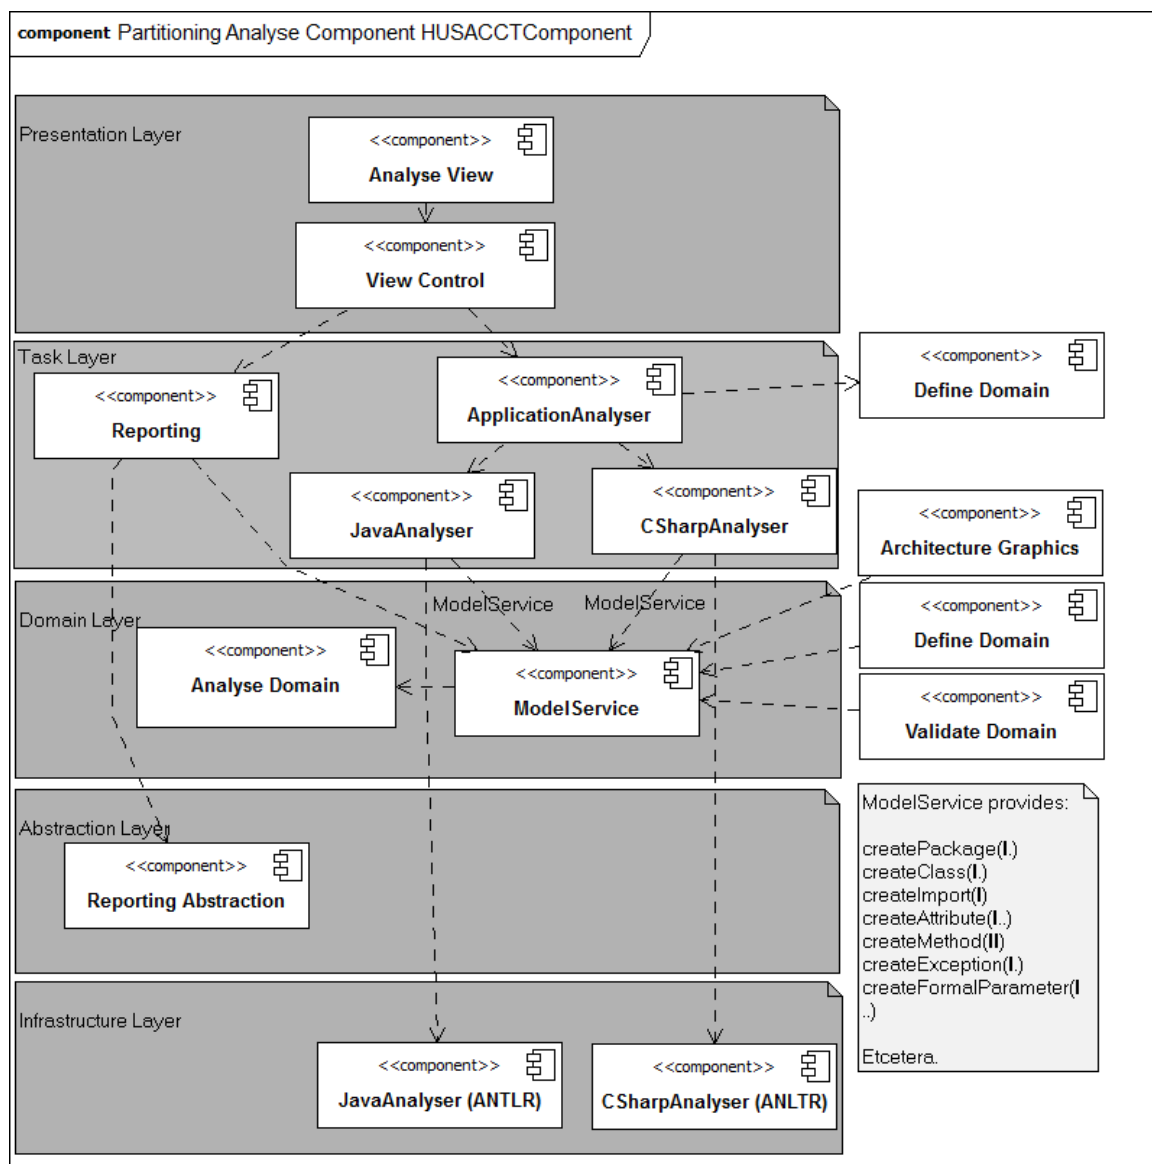 component Partitioning Analyse Component HUSACCTComponent
Presentation Layer
<<component>>
Analyse View
<<component>>
View Control
Task Layer
<<component>>
Reporting
<<component>>
ApplicationAnalyser
<<component>>
Define Domain
<<component>>
JavaAnalyser
<<component>>
CSharpAnalyser
<<component>>
Architecture Graphics
Domain Layer
ModelService
ModelService
<<component>>
Analyse Domain
<<component>>
ModelService
<<component>>
Define Domain
<<component>>
Validate Domain
Abstraction Layer
<<component>>
Reporting Abstraction
ModelService provides:
createPackage(I.)
createClass(I.)
createImport(I)
createAttribute(I..)
createMethod(II)
createException(I.)
createFormalParameter(I
..)
Etcetera.
Infrastructure Layer
<<component>>
JavaAnalyser (ANTLR)
<<component>>
CSharpAnalyser (ANLTR)